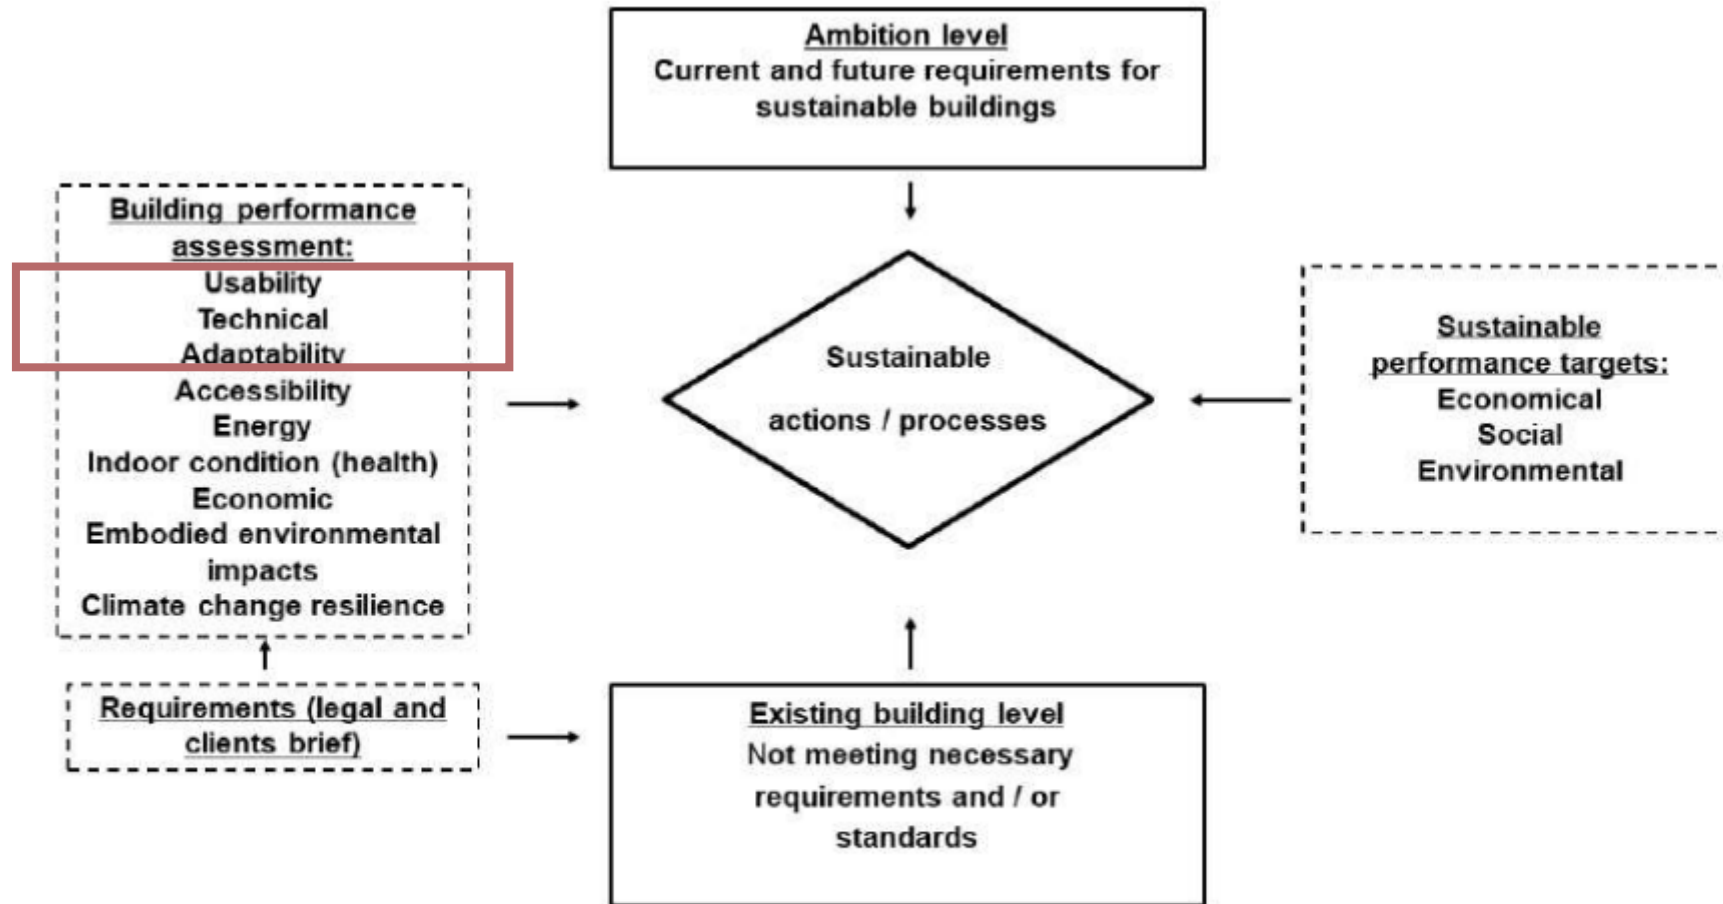 Ambition level
Current and future requirements for
sustainable buildings
Building performance
assessment:
Usability
Technical
Adaptability
Accessibility
Energy
Indoor condition (health)
Economic
Embodied environmental
impacts
Climate change resilience
Sustainable
actions / processes
Sustainable
performance targets:
Economical
Social
Environmental
Requirements (legal and
clients brief)
Existing building level
Not meeting necessary
requirements and / or
standards